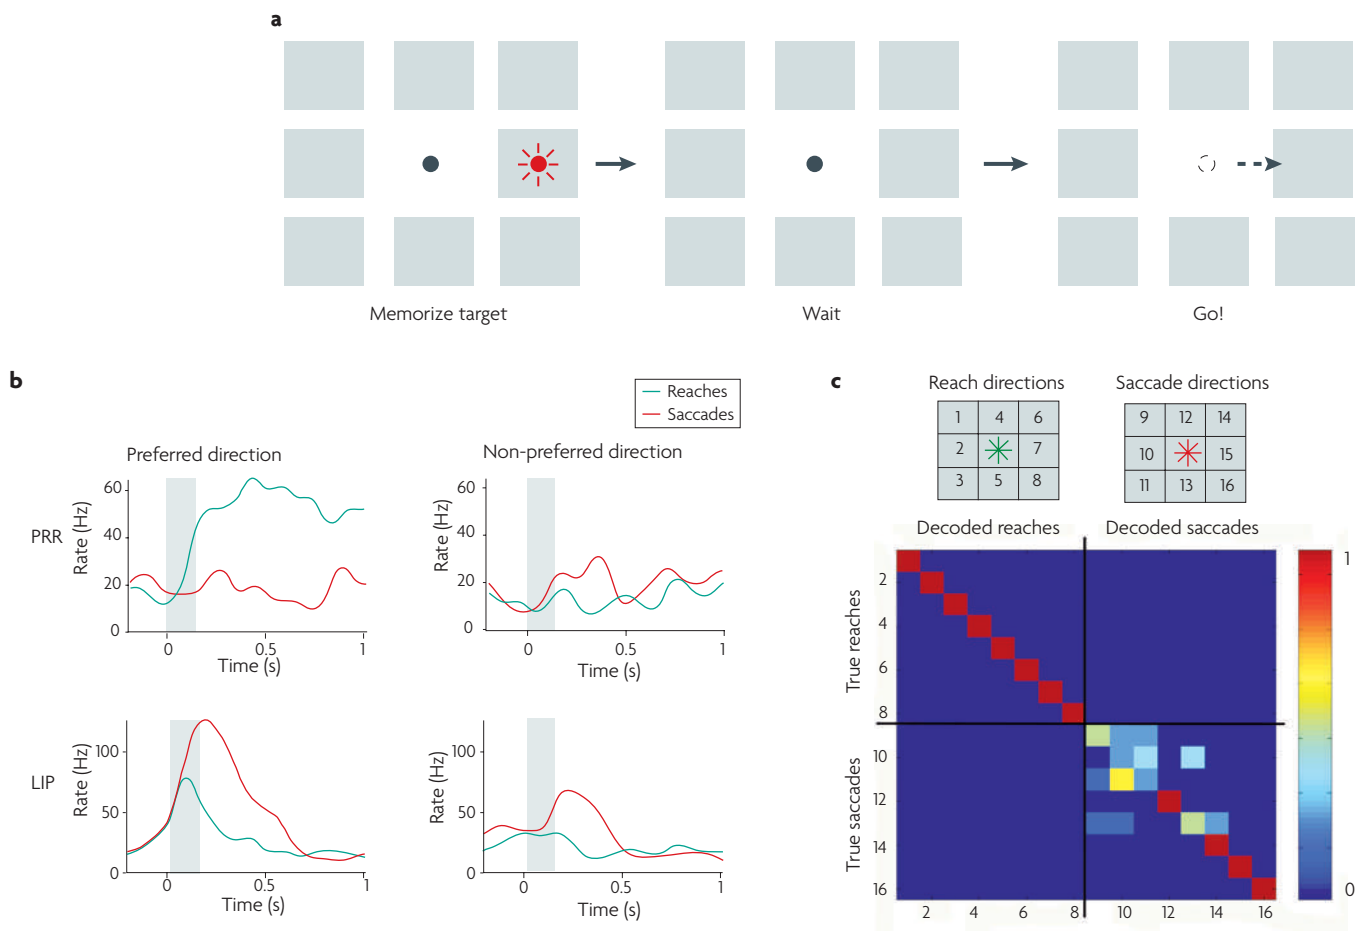 a
Memorize target
Wait
Go!
b
Reaches
Saccades
Preferred direction
Non-preferred direction
PRR
Rate (Hz)
60
40
20
0
0
0.5
1
Time (s)
Rate (Hz)
60
40
20
0
0
0.5
1
Time (s)
LIP
Rate (Hz)
100
50
0
0
0.5
1
Time (s)
Rate (Hz)
100
50
0
0
0.5
1
Time (s)
c
Reach directions
Saccade directions
1 4 6
2 7
3 5 8
9 12 14
10 15
11 13 16
Decoded reaches
Decoded saccades
True reaches
2
4
6
8
True saccades
10
12
14
16
2 4 6 8 10 12 14 16
1
0